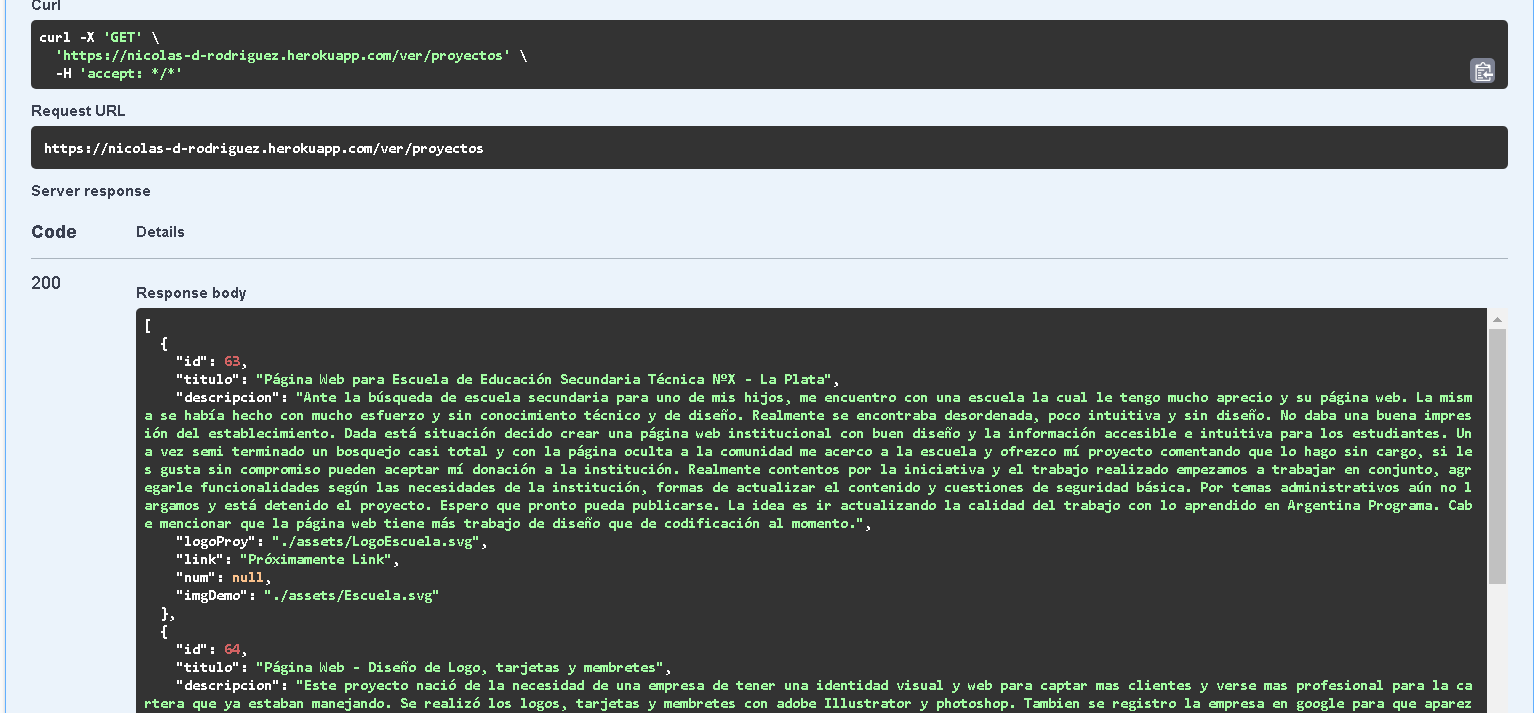 Curl
curl -X 'GET' \
'https://nicolas-d-rodriguez.herokuapp.com/ver/proyectos' \
-H 'accept: */*'
Request URL
https://nicolas-d-rodriguez.herokuapp.com/ver/proyectos
Server response
Code Details
200
Response body
[
{
"id": 63,
"titulo": "Página Web para Escuela de Educación Secundaria Técnica NºX - La Plata",
"descripcion": "Ante la búsqueda de escuela secundaria para uno de mis hijos, me encuentro con una escuela la cual le tengo mucho aprecio y su página web. La mism
a se había hecho con mucho esfuerzo y sin conocimiento técnico y de diseño. Realmente se encontraba desordenada, poco intuitiva y sin diseño. No daba una buena impres
ión del establecimiento. Dada está situación decido crear una página web institucional con buen diseño y la información accesible e intuitiva para los estudiantes. Un
a vez semi terminado un bosquejo casi total y con la página oculta a la comunidad me acerco a la escuela y ofrezco mí proyecto comentando que lo hago sin cargo, si le
s gusta sin compromiso pueden aceptar mí donación a la institución. Realmente contentos por la iniciativa y el trabajo realizado empezamos a trabajar en conjunto, agr
egarle funcionalidades según las necesidades de la institución, formas de actualizar el contenido y cuestiones de seguridad básica. Por temas administrativos aún no l
argamos y está detenido el proyecto. Espero que pronto pueda publicarse. La idea es ir actualizando la calidad del trabajo con lo aprendido en Argentina Programa. Cab
e mencionar que la página web tiene más trabajo de diseño que de codificación al momento.",
"logoProy": "./assets/LogoEscuela.svg",
"link": "Próximamente Link",
"num": null,
"imgDemo": "./assets/Escuela.svg"
},
{
"id": 64,
"titulo": "Página Web - Diseño de Logo, tarjetas y membretes",
"descripcion": "Este proyecto nació de la necesidad de una empresa de tener una identidad visual y web para captar mas clientes y verse mas profesional para la ca
rtera que ya estaban manejando. Se realizó los logos, tarjetas y membretes con adobe Illustrator y photoshop. Tambien se registro la empresa en google para que aparez